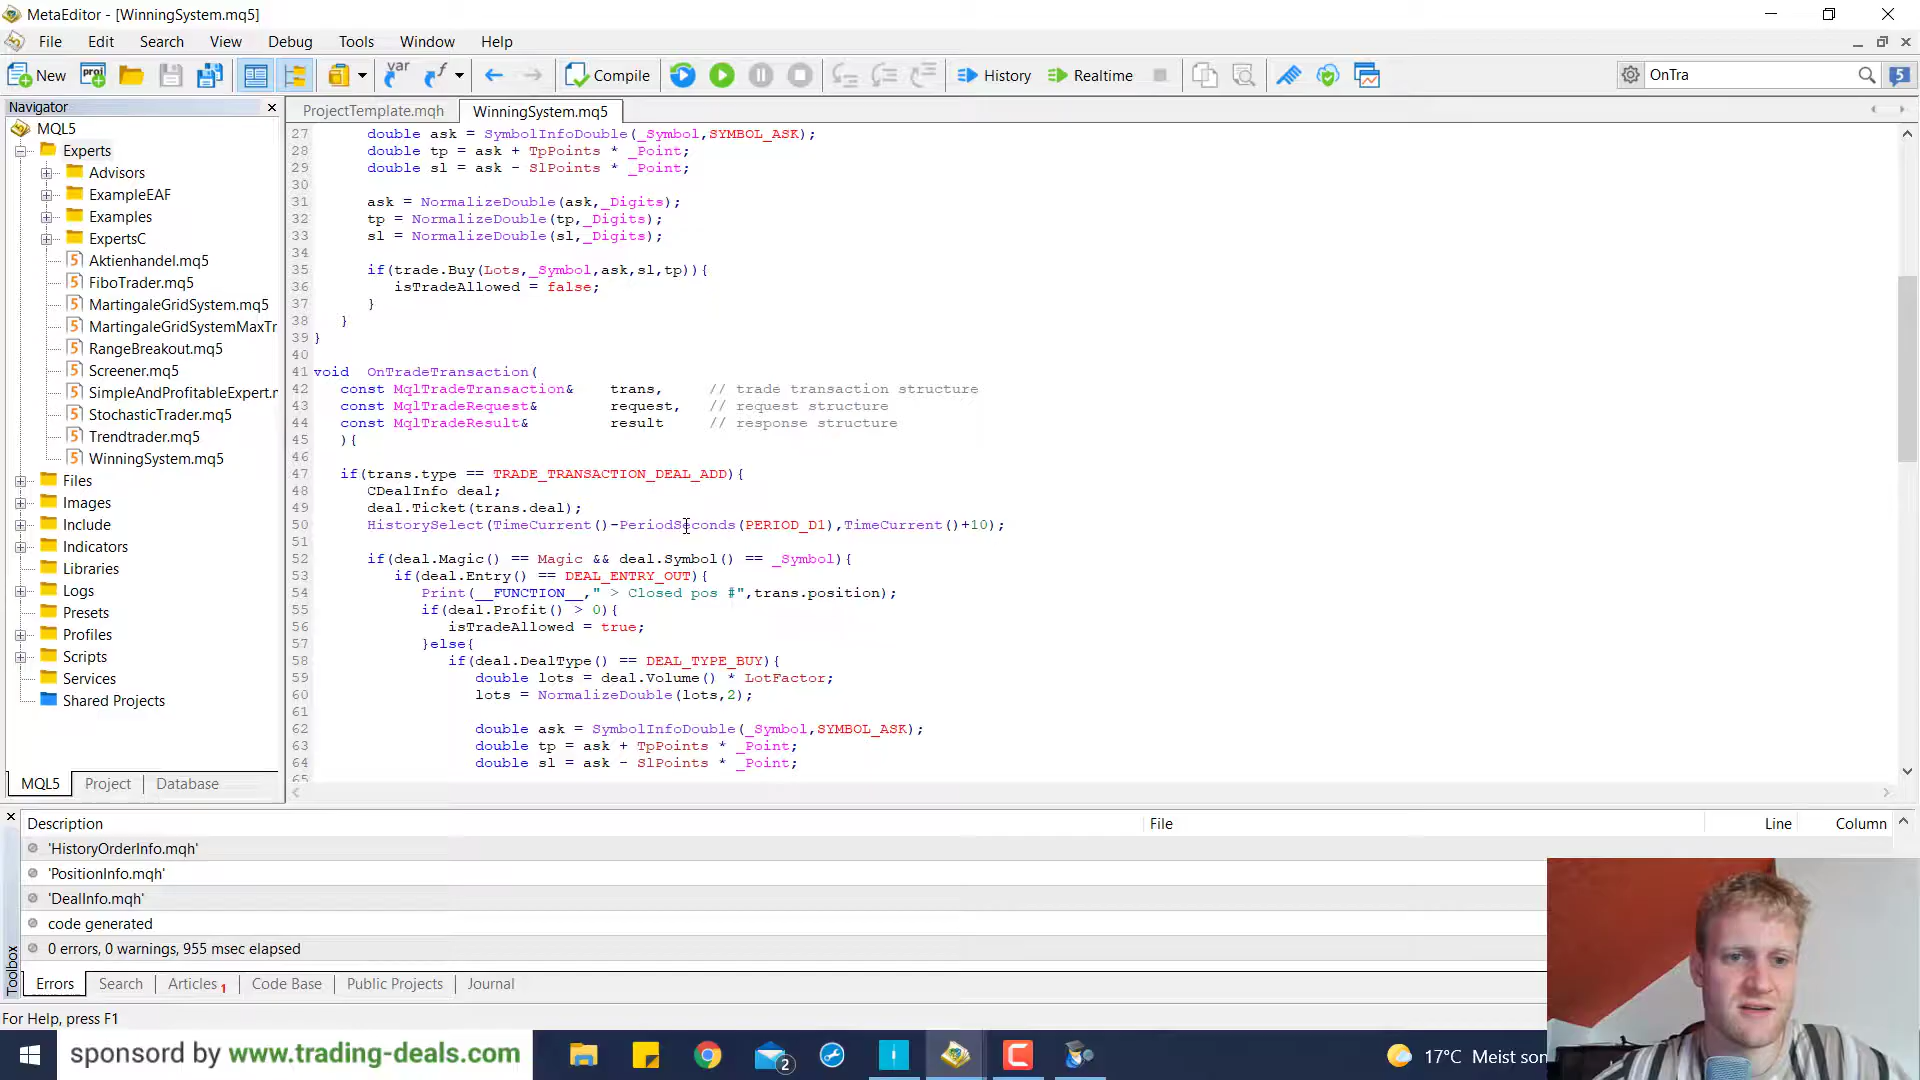 MetaEditor - [WinningSystem.mq5]
File Edit Search View Debug Tools Window Help
New proj var f Compile History Realtime OnTra 5
Navigator
ProjectTemplate.mqh WinningSystem.mq5
MQL5
Experts
Advisors
ExampleEAF
Examples
ExpertsC
Aktienhandel.mq5
FiboTrader.mq5
MartingaleGridSystem.mq5
MartingaleGridSystemMaxTr
RangeBreakout.mq5
Screener.mq5
SimpleAndProfitableExpert.m
StochasticTrader.mq5
Trendtrader.mq5
WinningSystem.mq5
Files
Images
Include
Indicators
Libraries
Logs
Presets
Profiles
Scripts
Services
Shared Projects
MQL5 Project Database
27 double ask = SymbolInfoDouble(_Symbol,SYMBOL_ASK);
28 double tp = ask + TpPoints * _Point;
29 double sl = ask - SlPoints * _Point;
30
31 ask = NormalizeDouble(ask,_Digits);
32 tp = NormalizeDouble(tp,_Digits);
33 sl = NormalizeDouble(sl,_Digits);
34
35 if(trade.Buy(Lots,_Symbol,ask,sl,tp)){
36 isTradeAllowed = false;
37 }
38 }
39 }
40
41 void OnTradeTransaction(
42 const MqlTradeTransaction& trans, // trade transaction structure
43 const MqlTradeRequest& request, // request structure
44 const MqlTradeResult& result // response structure
45 ){
46
47 if(trans.type == TRADE_TRANSACTION_DEAL_ADD){
48 CDealInfo deal;
49 deal.Ticket(trans.deal);
50 HistorySelect(TimeCurrent()-PeriodSeconds(PERIOD_D1),TimeCurrent()+10);
51
52 if(deal.Magic() == Magic && deal.Symbol() == _Symbol){
53 if(deal.Entry() == DEAL_ENTRY_OUT){
54 Print(__FUNCTION__," > Closed pos #",trans.position);
55 if(deal.Profit() > 0){
56 isTradeAllowed = true;
57 }else{
58 if(deal.DealType() == DEAL_TYPE_BUY){
59 double lots = deal.Volume() * LotFactor;
60 lots = NormalizeDouble(lots,2);
61
62 double ask = SymbolInfoDouble(_Symbol,SYMBOL_ASK);
63 double tp = ask + TpPoints * _Point;
64 double sl = ask - SlPoints * _Point;
65
Description File Line Column
'HistoryOrderInfo.mqh'
'PositionInfo.mqh'
'DealInfo.mqh'
code generated
0 errors, 0 warnings, 955 msec elapsed
Toolbox
Errors Search Articles 1 Code Base Public Projects Journal
For Help, press F1
sponsord by www.trading-deals.com 2 17°C Meist son